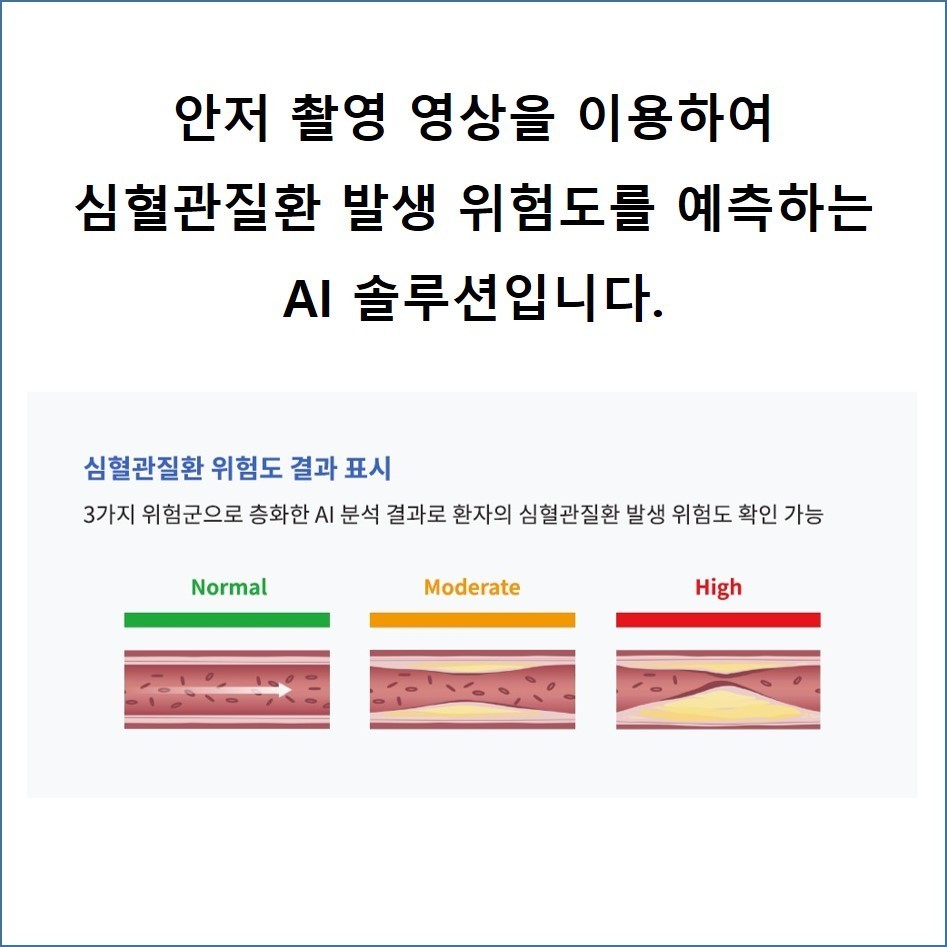 안저 촬영 영상을 이용하여
심혈관질환 발생 위험도를 예측하는
AI 솔루션입니다.
심혈관질환 위험도 결과 표시
3가지 위험군으로 층화한 AI 분석 결과로 환자의 심혈관질환 발생 위험도 확인 가능
Normal
Moderate
High